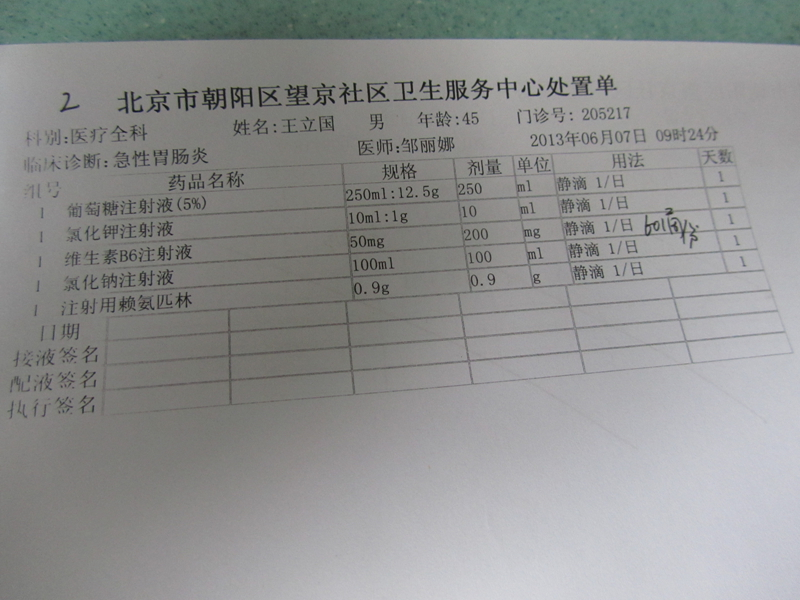 2 北京市朝阳区望京社区卫生服务中心处置单
科别:医疗全科 姓名:王立国 男 年龄:45 门诊号: 205217
临床诊断:急性胃肠炎 医师:邹丽娜 2013年06月07日 09时24分
组号 药品名称 规格 剂量 单位 用法 天数
1 葡萄糖注射液(5%) 250ml:12.5g 250 ml 静滴 1/日 1
1 氯化钾注射液 10ml:1g 10 ml 静滴 1/日 1
1 维生素B6注射液 50mg 200 mg 静滴 1/日 1
1 氯化钠注射液 100ml 100 ml 静滴 1/日 1
1 注射用赖氨匹林 0.9g 0.9 g 静滴 1/日 1
日期
接液签名
配液签名
执行签名